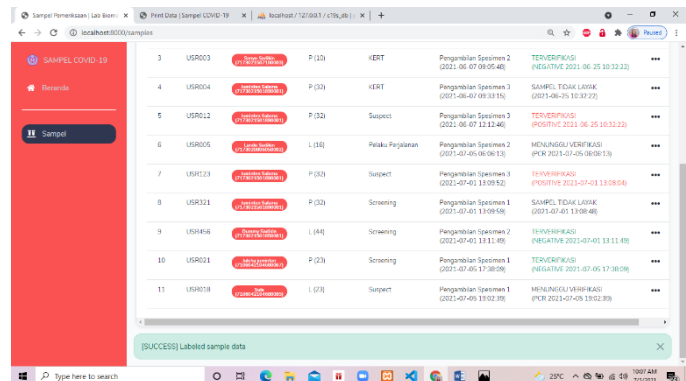 Sampel Pemeriksaan | Lab Biom
Print Data | Sampel COVID-19
localhost / 127.0.0.1 / c19s_db |
localhost:8000/samples
Paused
SAMPEL COVID-19
Beranda
Sampel
3 USR003 P (10) KERT Pengambilan Spesimen 2 TERVERIFIKASI
(2021-06-07 09:05:48) (NEGATIVE 2021-06-25 10:32:22)
4 USR004 P (32) KERT Pengambilan Spesimen 3 SAMPEL TIDAK LAYAK
(2021-06-07 09:33:15) (2021-06-25 10:32:22)
5 USR012 P (32) Suspect Pengambilan Spesimen 3 TERVERIFIKASI
(2021-06-07 12:12:46) (POSITIVE 2021-06-25 10:32:22)
6 USR005 L (16) Pelaku Perjalanan Pengambilan Spesimen 2 MENUNGGU VERIFIKASI
(2021-07-05 06:06:13) (PCR 2021-07-05 06:06:13)
7 USR123 P (32) Suspect Pengambilan Spesimen 3 TERVERIFIKASI
(2021-07-01 13:09:52) (POSITIVE 2021-07-01 13:09:04)
8 USR321 P (32) Screening Pengambilan Spesimen 1 SAMPEL TIDAK LAYAK
(2021-07-01 13:09:59) (2021-07-01 13:08:48)
9 USR456 L (44) Screening Pengambilan Spesimen 2 TERVERIFIKASI
(2021-07-01 13:11:49) (NEGATIVE 2021-07-01 13:11:49)
10 USR021 P (23) Screening Pengambilan Spesimen 1 TERVERIFIKASI
(2021-07-05 17:38:09) (NEGATIVE 2021-07-05 17:38:09)
11 USR018 L (23) Suspect Pengambilan Spesimen 1 MENUNGGU VERIFIKASI
(2021-07-05 19:02:39) (PCR 2021-07-05 19:02:39)
[SUCCESS] Labeled sample data
Type here to search
25°C
10:07 AM